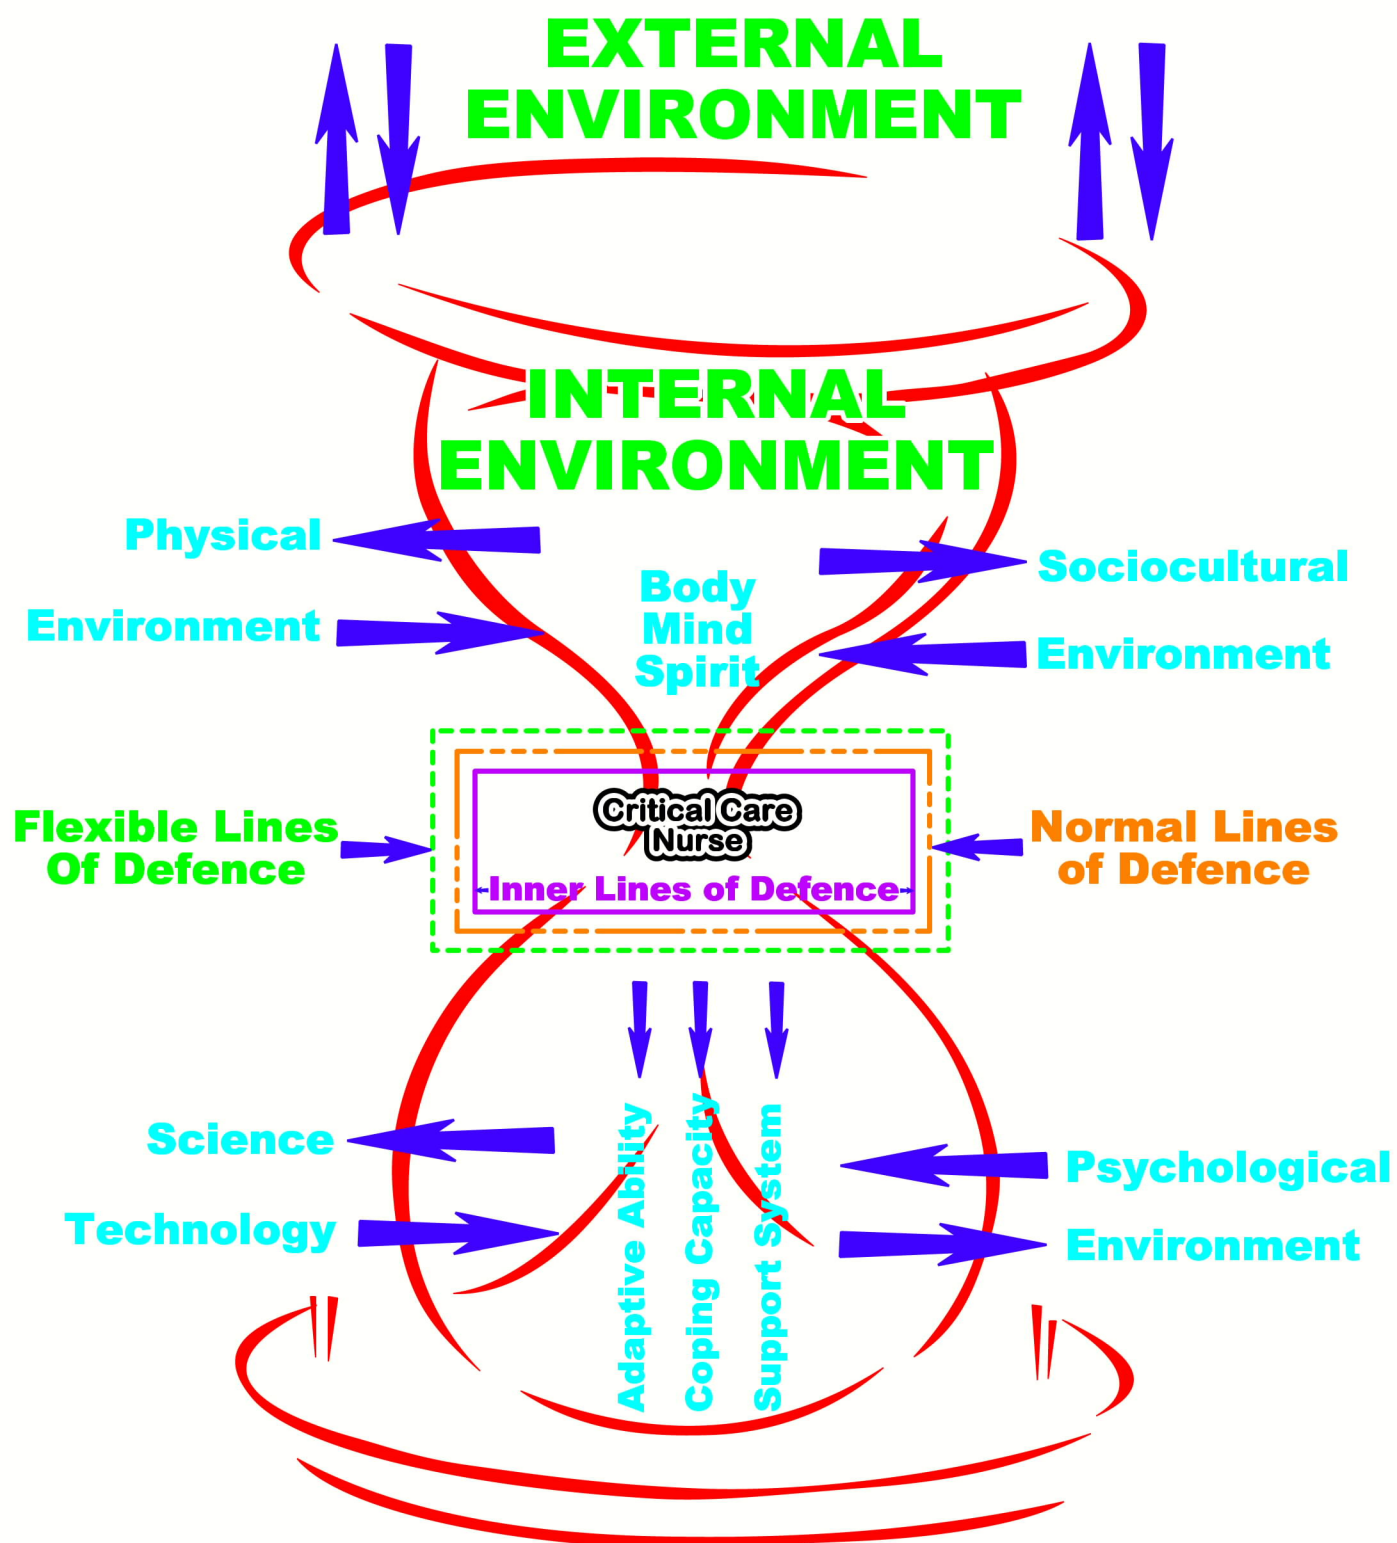 EXTERNAL
ENVIRONMENT
INTERNAL
ENVIRONMENT
Physical
Environment
Body
Mind
Spirit
Sociocultural
Environment
Flexible Lines
Of Defence
Critical Care
Nurse
Inner Lines of Defence
Normal Lines
of Defence
Science
Technology
Adaptive Ability
Coping Capacity
Support System
Psychological
Environment